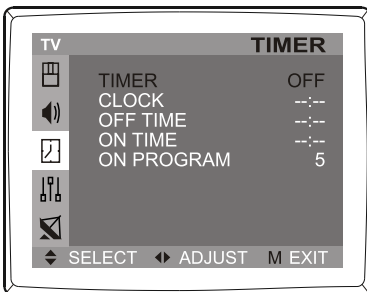 TV TIMER
TIMER OFF
CLOCK --:--
OFF TIME --:--
ON TIME --:--
ON PROGRAM 5
SELECT ADJUST M EXIT